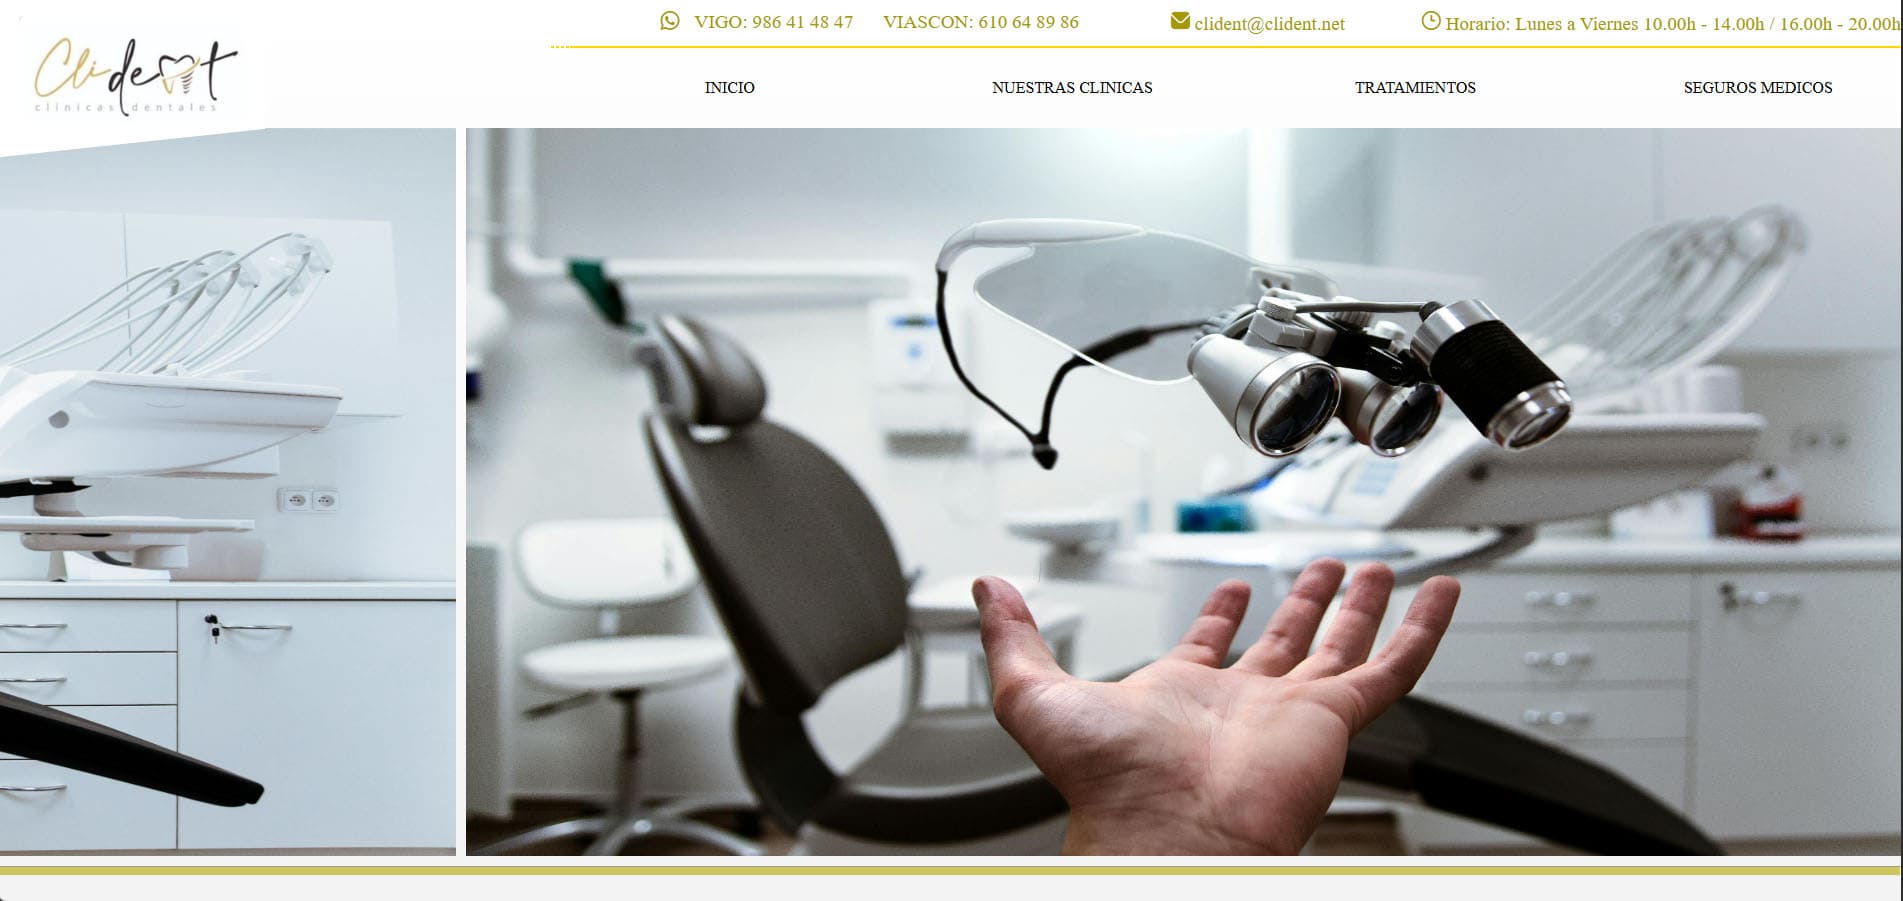 VIGO: 986 41 48 47 VIASCON: 610 64 89 86 clident@clident.net Horario: Lunes a Viernes 10.00h - 14.00h / 16.00h - 20.00h
Clident
clínicas dentales
INICIO NUESTRAS CLINICAS TRATAMIENTOS SEGUROS MEDICOS